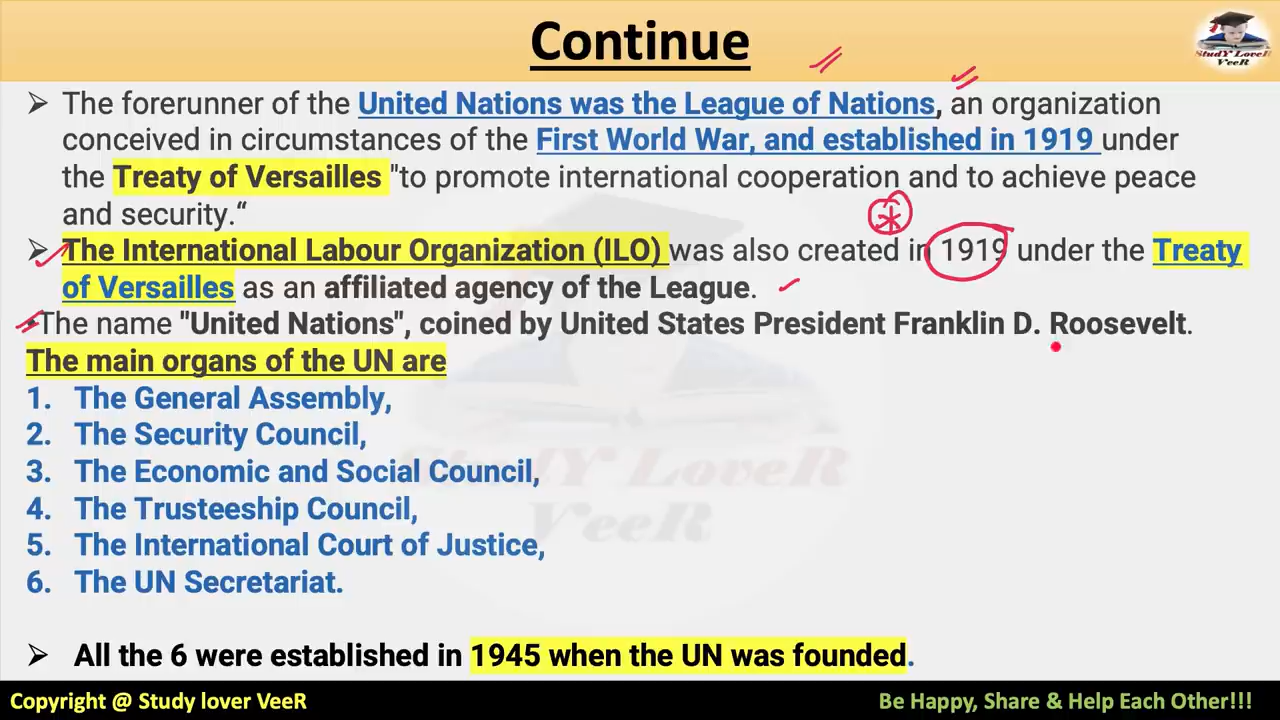 Continue
StudY LoveR
VeeR
➢ The forerunner of the United Nations was the League of Nations, an organization
conceived in circumstances of the First World War, and established in 1919 under
the Treaty of Versailles "to promote international cooperation and to achieve peace
and security.“
➢ The International Labour Organization (ILO) was also created in 1919 under the Treaty
of Versailles as an affiliated agency of the League.
•The name "United Nations", coined by United States President Franklin D. Roosevelt.
The main organs of the UN are
1. The General Assembly,
2. The Security Council,
3. The Economic and Social Council,
4. The Trusteeship Council,
5. The International Court of Justice,
6. The UN Secretariat.
StudY LoveR
VeeR
➢ All the 6 were established in 1945 when the UN was founded.
Copyright @ Study lover VeeR
Be Happy, Share & Help Each Other!!!